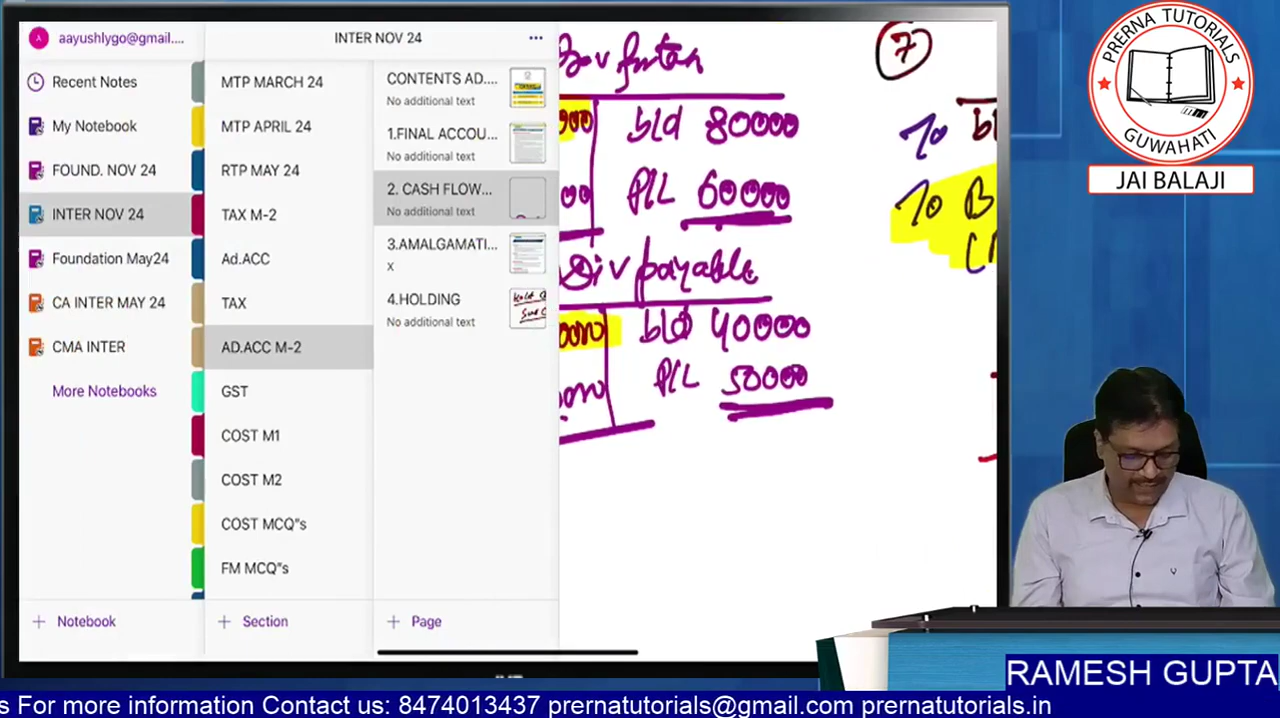 aayushlygo@gmail....
Recent Notes
My Notebook
FOUND. NOV 24
INTER NOV 24
Foundation May24
CA INTER MAY 24
CMA INTER
More Notebooks
Notebook
INTER NOV 24
MTP MARCH 24
MTP APRIL 24
RTP MAY 24
TAX M-2
Ad.ACC
TAX
AD.ACC M-2
GST
COST M1
COST M2
COST MCQ"s
FM MCQ"s
Section
CONTENTS AD....
No additional text
1.FINAL ACCOU...
No additional text
2. CASH FLOW...
No additional text
3.AMALGAMATI...
X
4.HOLDING
No additional text
Page
b/d 80000
P/L 60000
Div payable
b/d 40000
P/L 50000
7
To
To B
PRERNA TUTORIALS
GUWAHATI
JAI BALAJI
RAMESH GUPTA
s For more information Contact us: 8474013437 prernatutorials@gmail.com prernatutorials.in